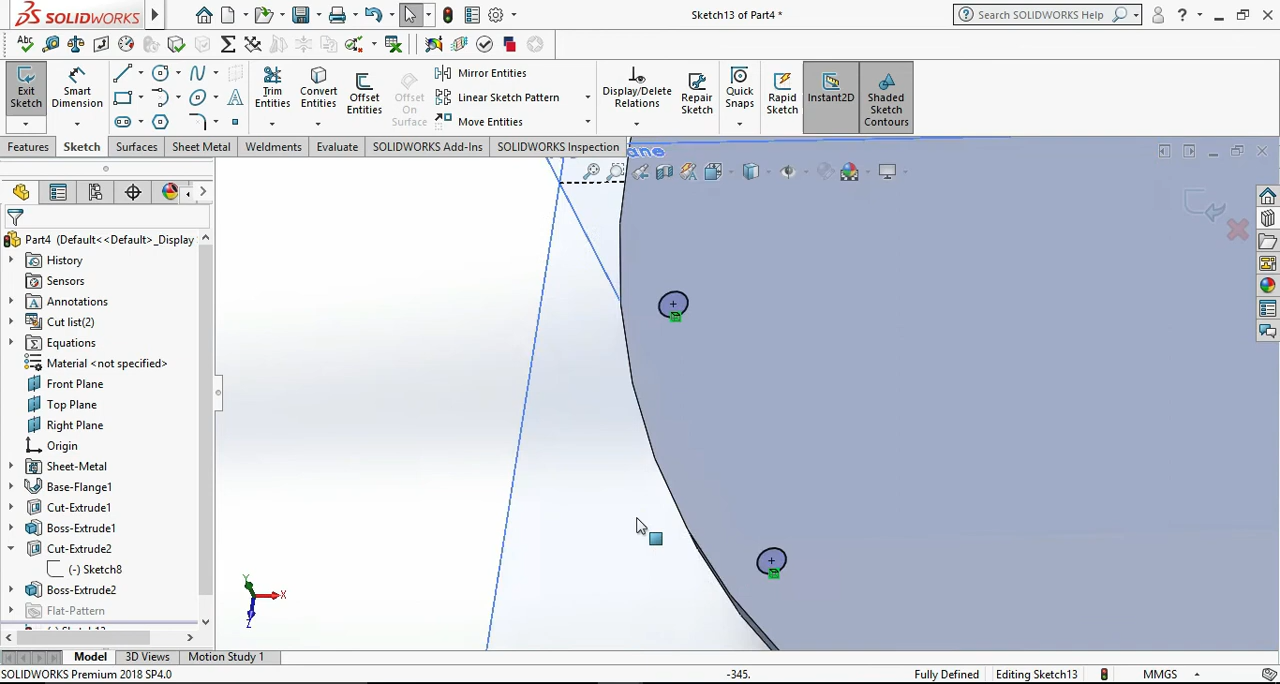 SOLIDWORKS
Sketch13 of Part4 *
Search SOLIDWORKS Help
?
Exit Sketch
Smart Dimension
Trim Entities
Convert Entities
Offset Entities
Offset On Surface
Mirror Entities
Linear Sketch Pattern
Move Entities
Display/Delete Relations
Repair Sketch
Quick Snaps
Rapid Sketch
Instant2D
Shaded Sketch Contours
Features
Sketch
Surfaces
Sheet Metal
Weldments
Evaluate
SOLIDWORKS Add-Ins
SOLIDWORKS Inspection
Part4 (Default<<Default>_Display
History
Sensors
Annotations
Cut list(2)
Equations
Material <not specified>
Front Plane
Top Plane
Right Plane
Origin
Sheet-Metal
Base-Flange1
Cut-Extrude1
Boss-Extrude1
Cut-Extrude2
(-) Sketch8
Boss-Extrude2
Flat-Pattern
Y
X
Z
Model
3D Views
Motion Study 1
SOLIDWORKS Premium 2018 SP4.0
-345.
Fully Defined
Editing Sketch13
MMGS